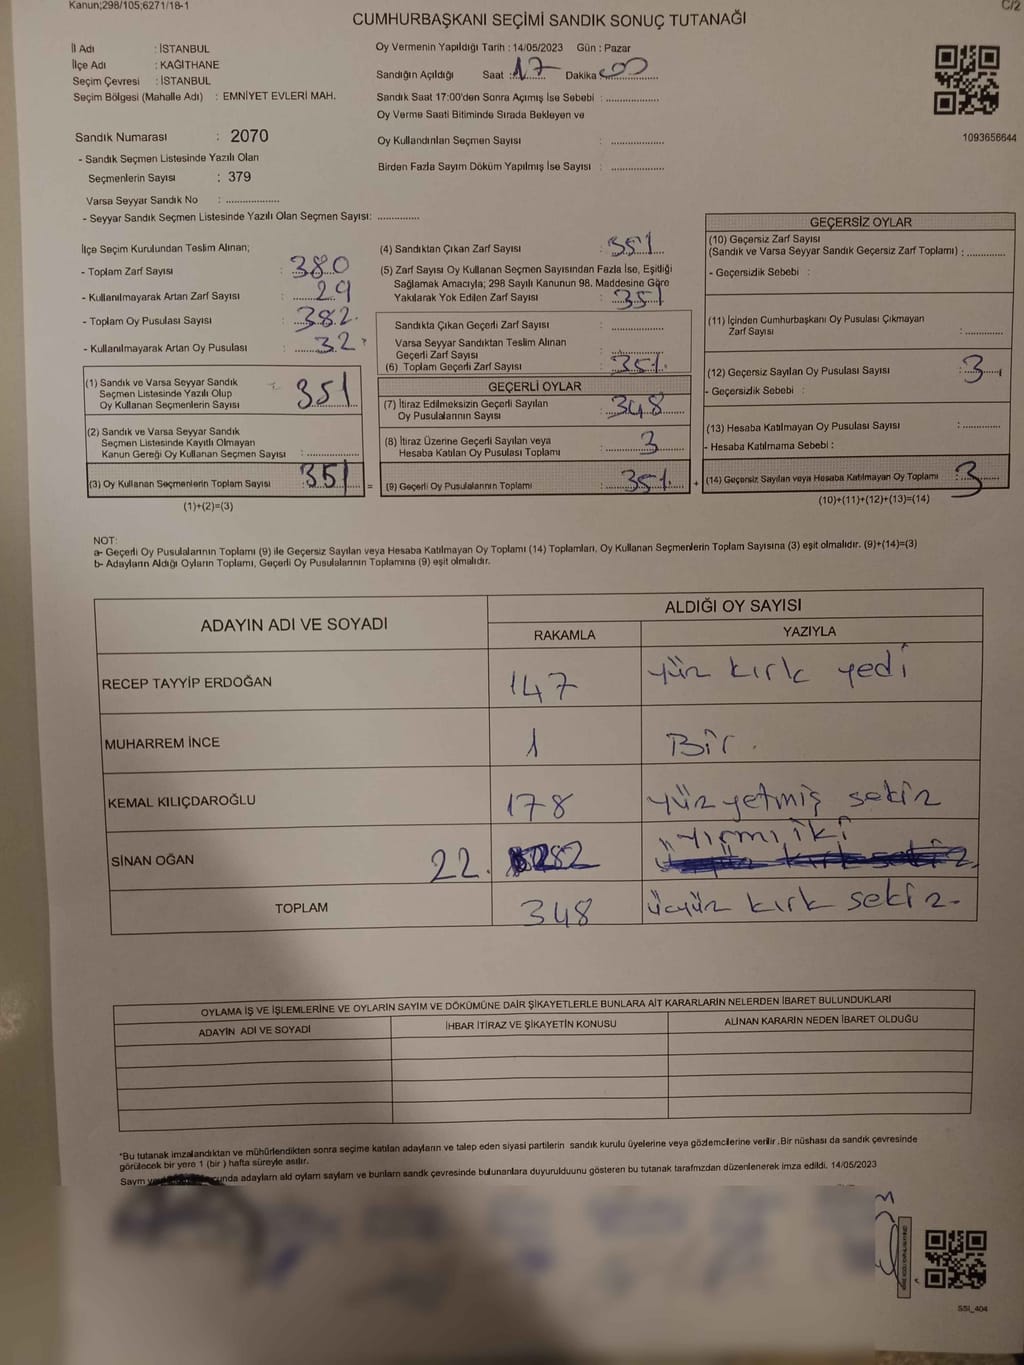 Kanun;298/105;6271/18-1
C/2
CUMHURBAŞKANI SEÇİMİ SANDIK SONUÇ TUTANAĞI
İl Adı : İSTANBUL
İlçe Adı : KAĞITHANE
Seçim Çevresi : İSTANBUL
Seçim Bölgesi (Mahalle Adı) : EMNİYET EVLERİ MAH.
Oy Vermenin Yapıldığı Tarih : 14/05/2023 Gün : Pazar
Sandığın Açıldığı Saat : 17 Dakika : 00
Sandık Saat 17:00'den Sonra Açımış İse Sebebi :
Oy Verme Saati Bitiminde Sırada Bekleyen ve
Oy Kullandırılan Seçmen Sayısı :
Birden Fazla Sayım Döküm Yapılmış İse Sayısı :
1093656644
Sandık Numarası : 2070
- Sandık Seçmen Listesinde Yazılı Olan
Seçmenlerin Sayısı : 379
Varsa Seyyar Sandık No :
- Seyyar Sandık Seçmen Listesinde Yazılı Olan Seçmen Sayısı:
İlçe Seçim Kurulundan Teslim Alınan;
- Toplam Zarf Sayısı : 380
- Kullanılmayarak Artan Zarf Sayısı : 29
- Toplam Oy Pusulası Sayısı : 382
- Kullanılmayarak Artan Oy Pusulası : 32
(1) Sandık ve Varsa Seyyar Sandık
Seçmen Listesinde Yazılı Olup
Oy Kullanan Seçmenlerin Sayısı : 351
(2) Sandık ve Varsa Seyyar Sandık
Seçmen Listesinde Kayıtlı Olmayan
Kanun Gereği Oy Kullanan Seçmen Sayısı :
(3) Oy Kullanan Seçmenlerin Toplam Sayısı : 351
(1)+(2)=(3)
(4) Sandıktan Çıkan Zarf Sayısı : 351
(5) Zarf Sayısı Oy Kullanan Seçmen Sayısından Fazla İse, Eşitliği
Sağlamak Amacıyla; 298 Sayılı Kanunun 98. Maddesine Göre
Yakılarak Yok Edilen Zarf Sayısı : 351
Sandıkta Çıkan Geçerli Zarf Sayısı :
Varsa Seyyar Sandıktan Teslim Alınan
Geçerli Zarf Sayısı :
(6) Toplam Geçerli Zarf Sayısı : 351
=
GEÇERLİ OYLAR
(7) İtiraz Edilmeksizin Geçerli Sayılan
Oy Pusulalarının Sayısı : 348
(8) İtiraz Üzerine Geçerli Sayılan veya
Hesaba Katılan Oy Pusulası Toplamı : 3
(9) Geçerli Oy Pusulalarının Toplamı : 351
+
GEÇERSİZ OYLAR
(10) Geçersiz Zarf Sayısı
(Sandık ve Varsa Seyyar Sandık Geçersiz Zarf Toplamı) :
- Geçersizlik Sebebi :
(11) İçinden Cumhurbaşkanı Oy Pusulası Çıkmayan
Zarf Sayısı :
(12) Geçersiz Sayılan Oy Pusulası Sayısı : 3
- Geçersizlik Sebebi :
(13) Hesaba Katılmayan Oy Pusulası Sayısı :
- Hesaba Katılmama Sebebi :
(14) Geçersiz Sayılan veya Hesaba Katılmayan Oy Toplamı : 3
(10)+(11)+(12)+(13)=(14)
NOT:
a- Geçerli Oy Pusulalarının Toplamı (9) ile Geçersiz Sayılan veya Hesaba Katılmayan Oy Toplamı (14) Toplamları, Oy Kullanan Seçmenlerin Toplam Sayısına (3) eşit olmalıdır. (9)+(14)=(3)
b- Adayların Aldığı Oyların Toplamı, Geçerli Oy Pusulalarının Toplamına (9) eşit olmalıdır.
ADAYIN ADI VE SOYADI
ALDIĞI OY SAYISI
RAKAMLA YAZIYLA
RECEP TAYYİP ERDOĞAN 147 yüz kırk yedi
MUHARREM İNCE 1 Bir.
KEMAL KILIÇDAROĞLU 178 yüz yetmiş sekiz
SİNAN OĞAN 22. yirmi iki
TOPLAM 348 üçyüz kırk sekiz
OYLAMA İŞ VE İŞLEMLERİNE VE OYLARIN SAYIM VE DÖKÜMÜNE DAİR ŞİKAYETLERLE BUNLARA AİT KARARLARIN NELERDEN İBARET BULUNDUKLARI
ADAYIN ADI VE SOYADI İHBAR İTİRAZ VE ŞİKAYETİN KONUSU ALINAN KARARIN NEDEN İBARET OLDUĞU
*Bu tutanak imzalandıktan ve mühürlendikten sonra seçime katılan adayların ve talep eden siyasi partilerin sandık kurulu üyelerine veya gözlemcilerine verilir. Bir nüshası da sandık çevresinde
görülecek bir yere 1 (bir) hafta süreyle asılır.
Sayım adayların ald oyların sayların ve bunların sandk çevresinde bulunanlara duyurulduunu gösteren bu tutanak tarafmzdan düzenlenerek imza edildi. 14/05/2023
SSI_404